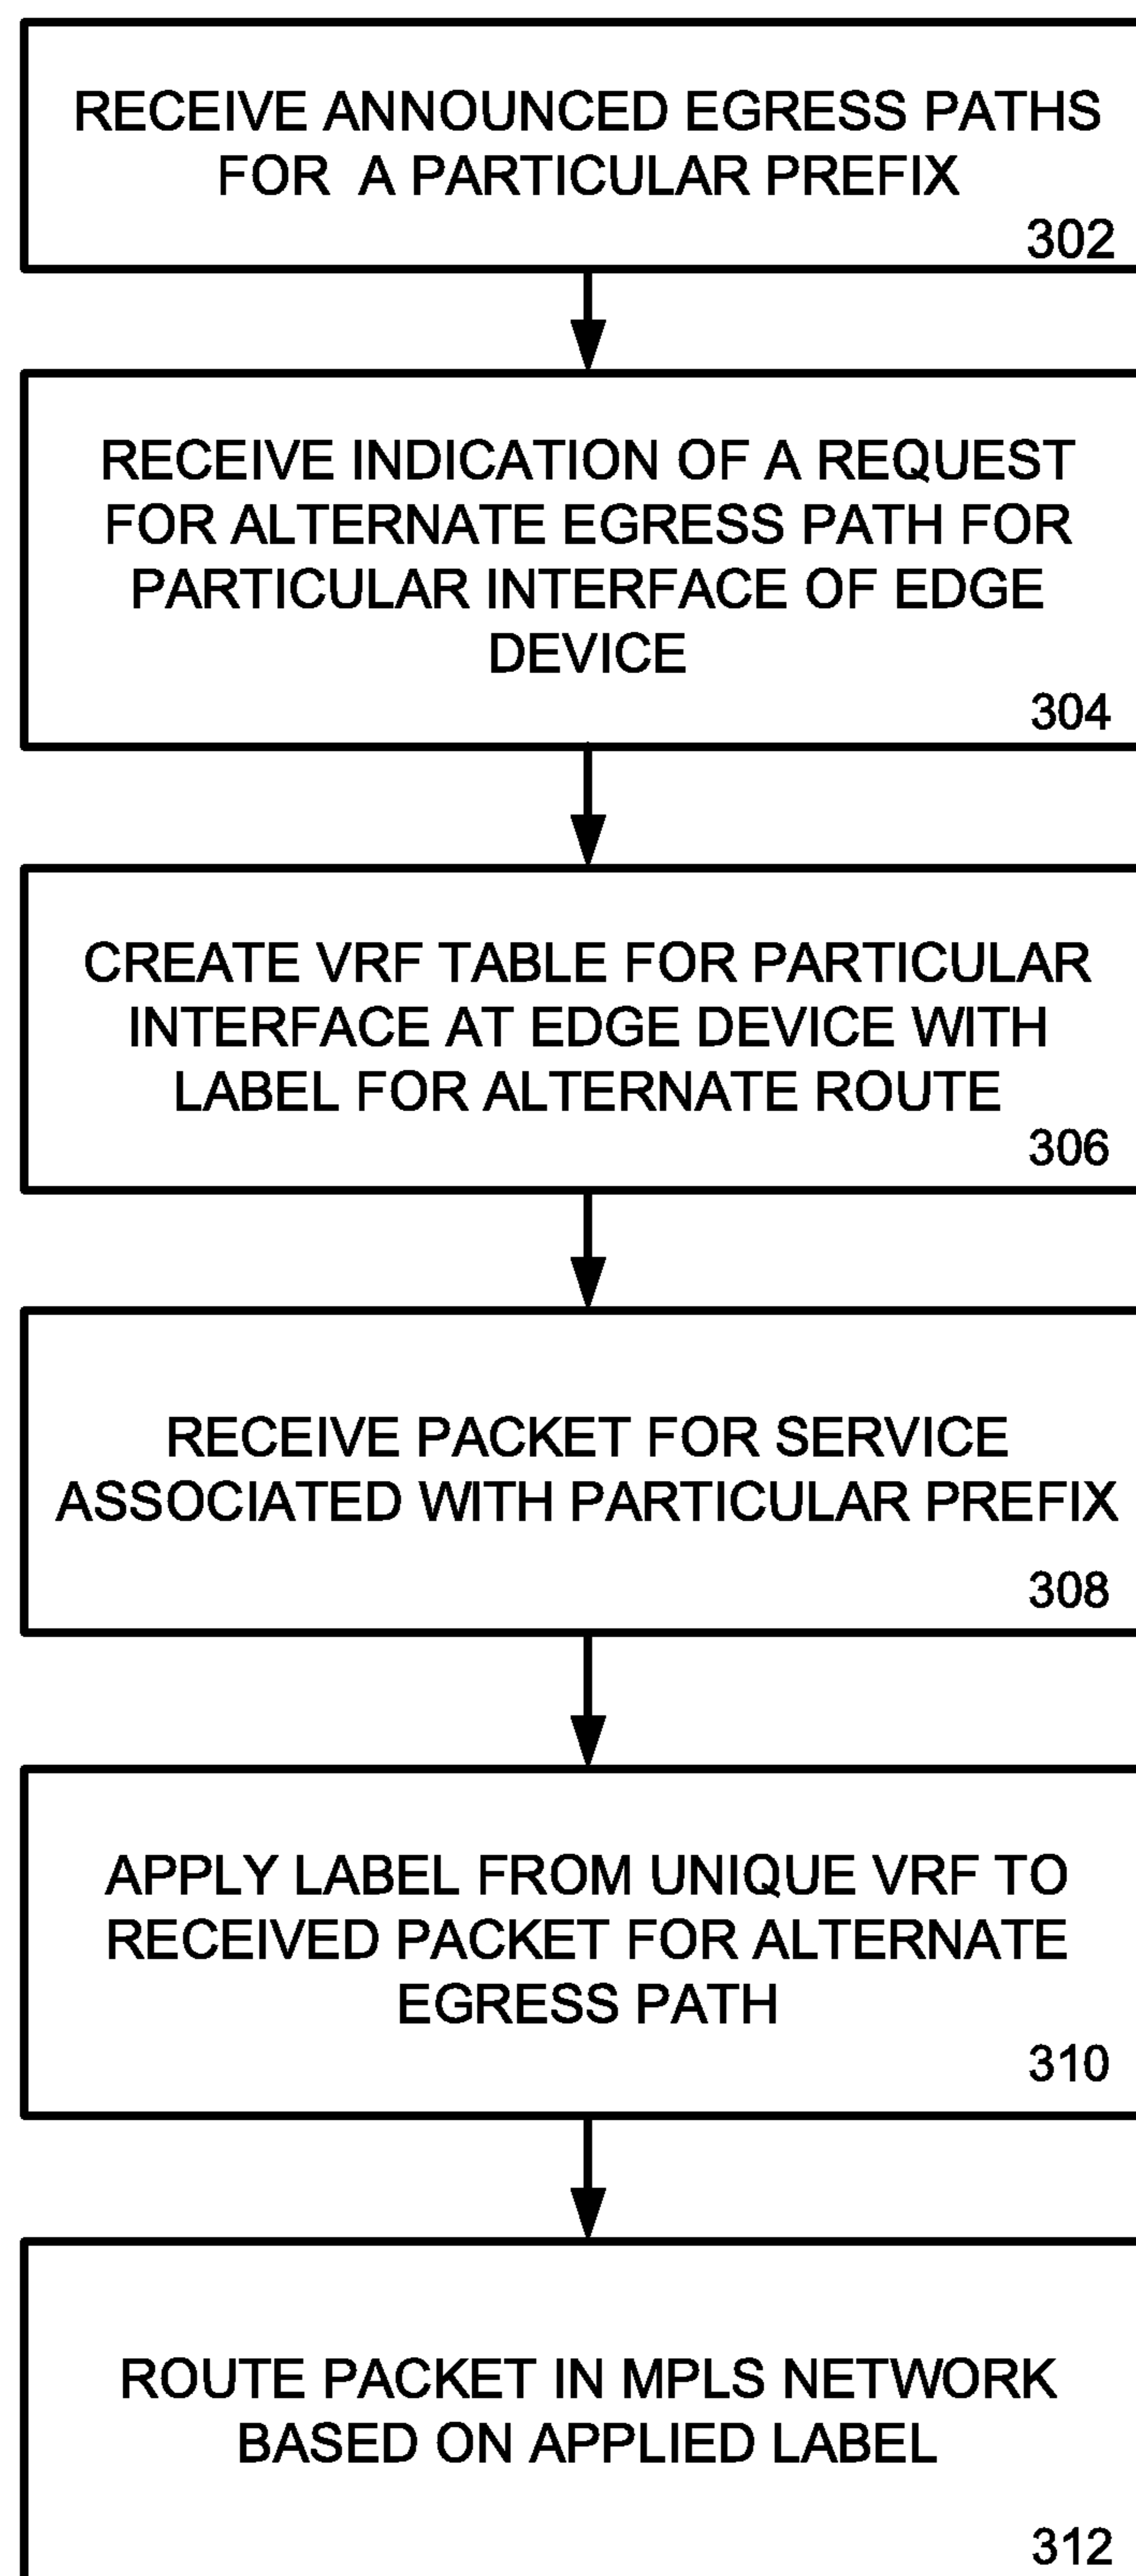 RECEIVE ANNOUNCED EGRESS PATHS
FOR A PARTICULAR PREFIX
302
RECEIVE INDICATION OF A REQUEST
FOR ALTERNATE EGRESS PATH FOR
PARTICULAR INTERFACE OF EDGE
DEVICE
304
CREATE VRF TABLE FOR PARTICULAR
INTERFACE AT EDGE DEVICE WITH
LABEL FOR ALTERNATE ROUTE
306
RECEIVE PACKET FOR SERVICE
ASSOCIATED WITH PARTICULAR PREFIX
308
APPLY LABEL FROM UNIQUE VRF TO
RECEIVED PACKET FOR ALTERNATE
EGRESS PATH
310
ROUTE PACKET IN MPLS NETWORK
BASED ON APPLIED LABEL
312